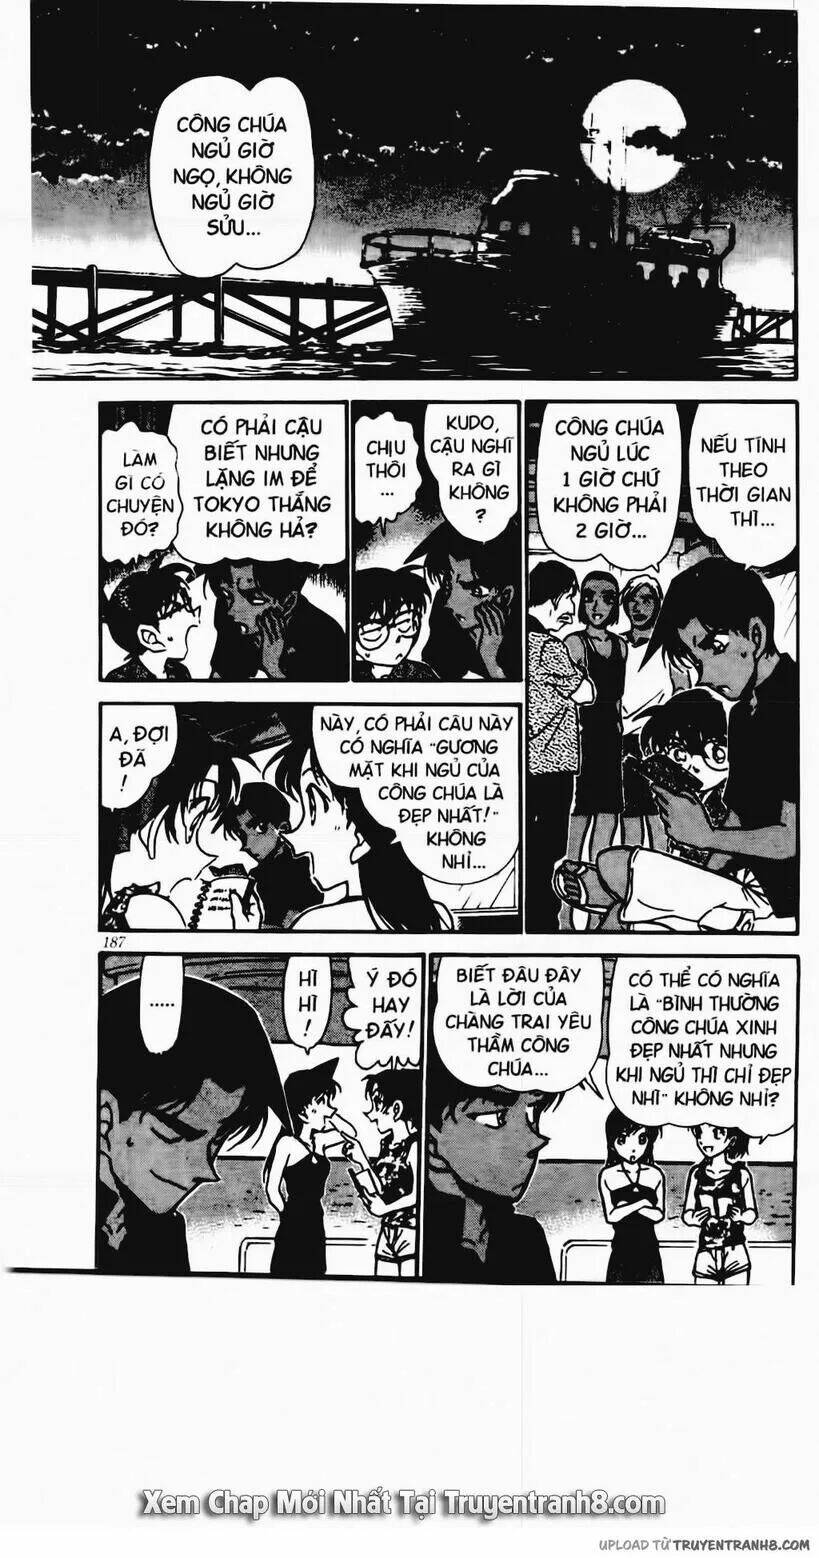 CÔNG CHÚA
NGỦ GIỜ
NGỌ, KHÔNG
NGỦ GIỜ
SỬU...
NẾU TÍNH
THEO
THỜI GIAN
THÌ...
CÔNG CHÚA
NGỦ LÚC
1 GIỜ CHỨ
KHÔNG PHẢI
2 GIỜ...
KUDO,
CẬU NGHĨ
RA GÌ
KHÔNG
?
CHỊU
THÔI
...
CÓ PHẢI CẬU
BIẾT NHƯNG
LẶNG IM ĐỂ
TOKYO THẮNG
KHÔNG HẢ?
LÀM
GÌ CÓ
CHUYỆN
ĐÓ?
NÀY, CÓ PHẢI CÂU NÀY
CÓ NGHĨA "GƯƠNG
MẶT KHI NGỦ CỦA
CÔNG CHÚA LÀ
ĐẸP NHẤT!"
KHÔNG
NHỈ...
A, ĐỢI
ĐÃ
!
187
CÓ THỂ CÓ NGHĨA
LÀ "BÌNH THƯỜNG
CÔNG CHÚA XINH
ĐẸP NHẤT NHƯNG
KHI NGỦ THÌ CHỈ ĐẸP
NHÌ" KHÔNG NHỈ?
BIẾT ĐÂU ĐÂY
LÀ LỜI CỦA
CHÀNG TRAI YÊU
THẦM CÔNG
CHÚA...
Ý ĐÓ
HAY
ĐẤY!
HÌ
HÌ
!
.....
Xem Chap Mới Nhất Tại Truyentranh8.com
UPLOAD TỪ TRUYENTRANH8.COM